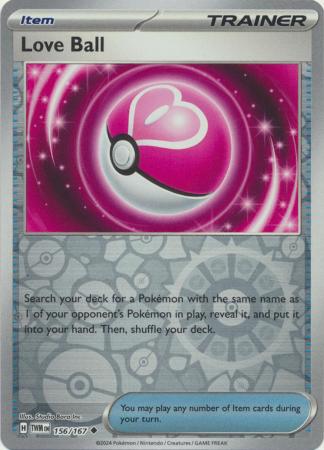 Item
TRAINER
Love Ball
Search your deck for a Pokémon with the same name as
1 of your opponent's Pokémon in play, reveal it, and put it
into your hand. Then, shuffle your deck.
Illus. Studio Bora Inc.
H TWM EN 156/167 ◆
You may play any number of Item cards during
your turn.
©2024 Pokémon / Nintendo / Creatures / GAME FREAK